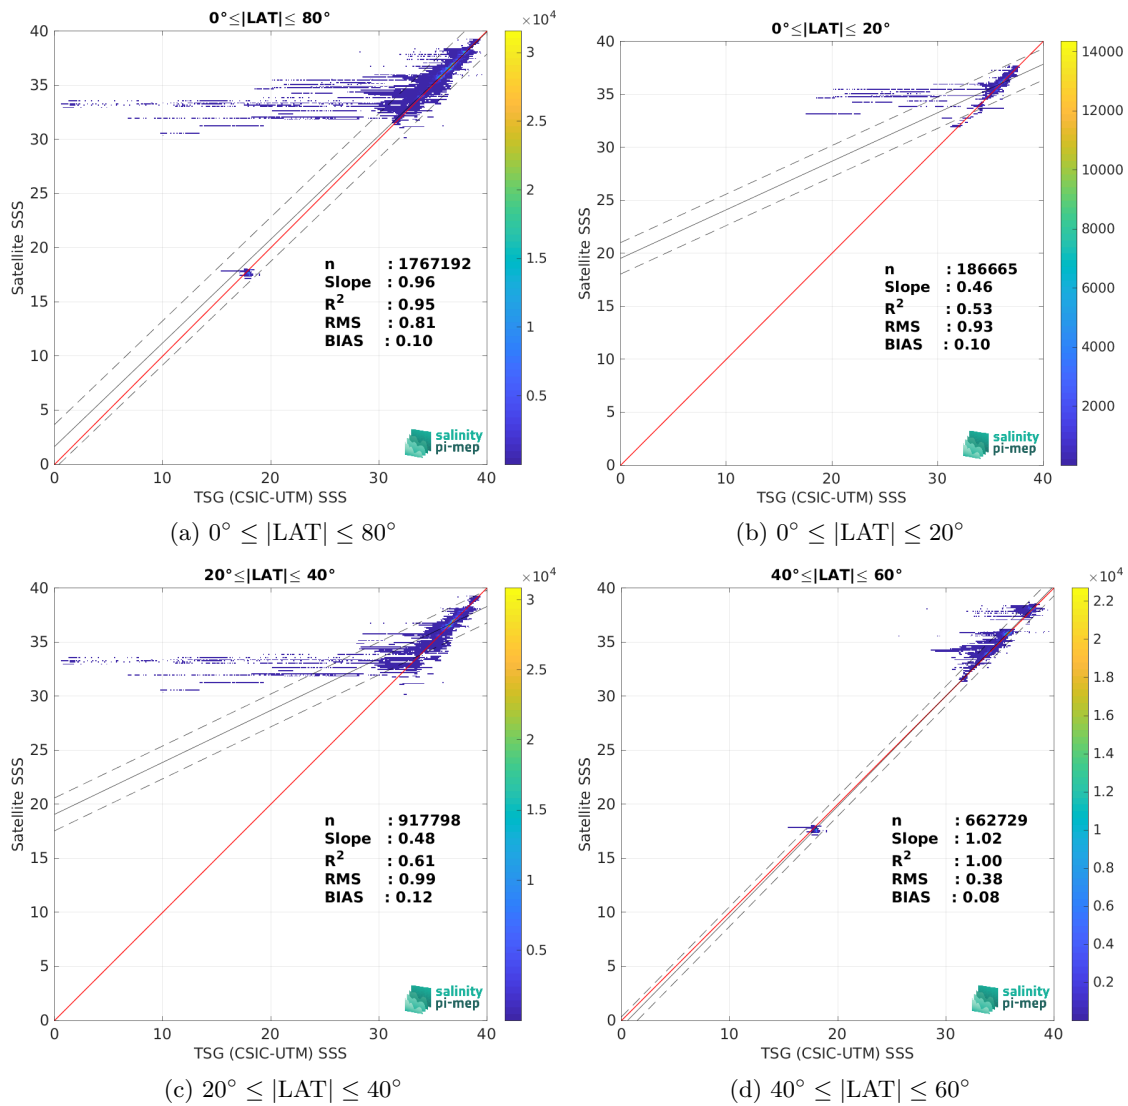 0°≤|LAT|≤ 80°
×10^4
Satellite SSS
40
35
30
25
20
15
10
5
0
0
10
20
30
40
TSG (CSIC-UTM) SSS
n : 1767192
Slope : 0.96
R^2 : 0.95
RMS : 0.81
BIAS : 0.10
salinity
pi-mep
3
2.5
2
1.5
1
0.5
(a) 0° ≤ |LAT| ≤ 80°
0°≤|LAT|≤ 20°
Satellite SSS
40
35
30
25
20
15
10
5
0
0
10
20
30
40
TSG (CSIC-UTM) SSS
n : 186665
Slope : 0.46
R^2 : 0.53
RMS : 0.93
BIAS : 0.10
salinity
pi-mep
14000
12000
10000
8000
6000
4000
2000
(b) 0° ≤ |LAT| ≤ 20°
20°≤|LAT|≤ 40°
×10^4
Satellite SSS
40
35
30
25
20
15
10
5
0
0
10
20
30
40
TSG (CSIC-UTM) SSS
n : 917798
Slope : 0.48
R^2 : 0.61
RMS : 0.99
BIAS : 0.12
salinity
pi-mep
3
2.5
2
1.5
1
0.5
(c) 20° ≤ |LAT| ≤ 40°
40°≤|LAT|≤ 60°
×10^4
Satellite SSS
40
35
30
25
20
15
10
5
0
0
10
20
30
40
TSG (CSIC-UTM) SSS
n : 662729
Slope : 1.02
R^2 : 1.00
RMS : 0.38
BIAS : 0.08
salinity
pi-mep
2.2
2
1.8
1.6
1.4
1.2
1
0.8
0.6
0.4
0.2
(d) 40° ≤ |LAT| ≤ 60°